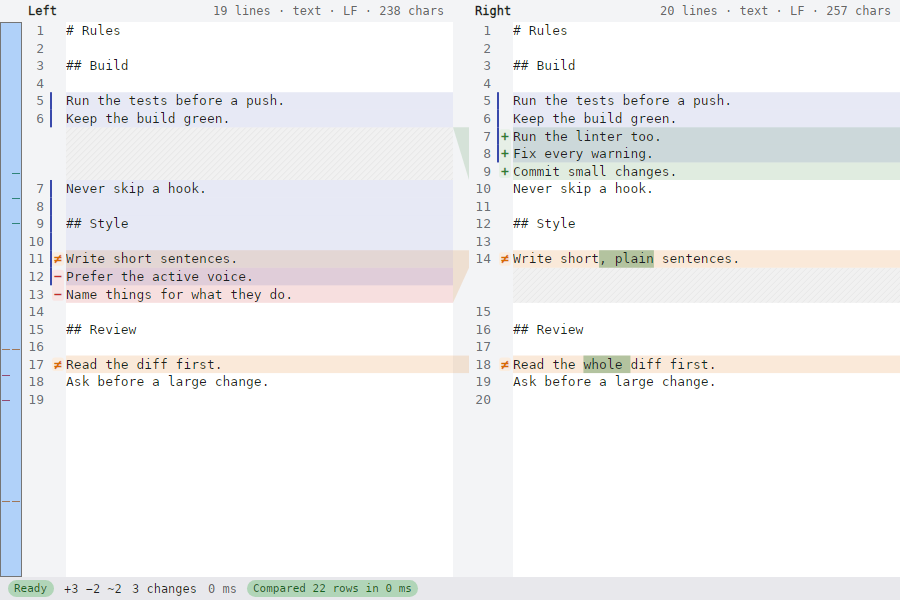 Left 19 lines · text · LF · 238 chars
1 # Rules
2
3 ## Build
4
5 Run the tests before a push.
6 Keep the build green.
7 Never skip a hook.
8
9 ## Style
10
11 ≠ Write short sentences.
12 − Prefer the active voice.
13 − Name things for what they do.
14
15 ## Review
16
17 ≠ Read the diff first.
18 Ask before a large change.
19
Right 20 lines · text · LF · 257 chars
1 # Rules
2
3 ## Build
4
5 Run the tests before a push.
6 Keep the build green.
7 + Run the linter too.
8 + Fix every warning.
9 + Commit small changes.
10 Never skip a hook.
11
12 ## Style
13
14 ≠ Write short, plain sentences.
15
16 ## Review
17
18 ≠ Read the whole diff first.
19 Ask before a large change.
20
Ready +3 −2 ~2 3 changes 0 ms Compared 22 rows in 0 ms